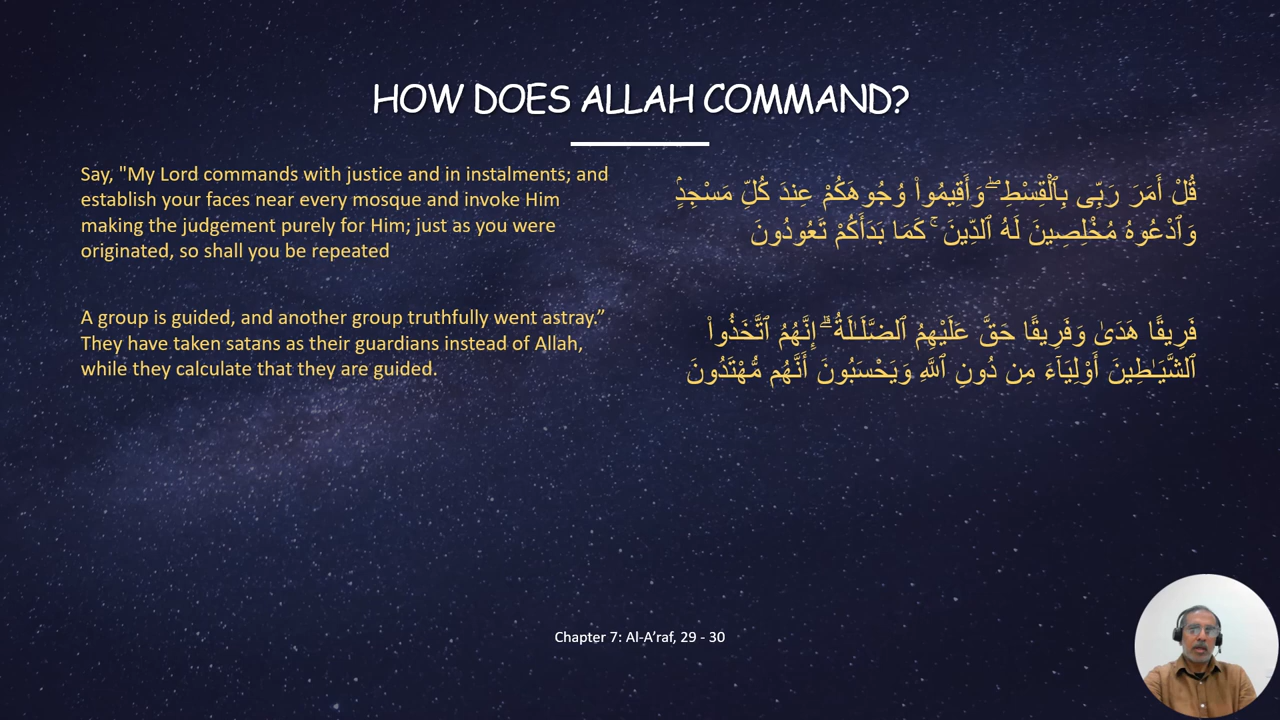 HOW DOES ALLAH COMMAND?
Say, "My Lord commands with justice and in instalments; and
establish your faces near every mosque and invoke Him
making the judgement purely for Him; just as you were
originated, so shall you be repeated
قُلْ أَمَرَ رَبِّى بِٱلْقِسْطِ ۖ وَأَقِيمُوا۟ وُجُوهَكُمْ عِندَ كُلِّ مَسْجِدٍۢ
وَٱدْعُوهُ مُخْلِصِينَ لَهُ ٱلدِّينَ ۚ كَمَا بَدَأَكُمْ تَعُودُونَ
A group is guided, and another group truthfully went astray.”
They have taken satans as their guardians instead of Allah,
while they calculate that they are guided.
فَرِيقًا هَدَىٰ وَفَرِيقًا حَقَّ عَلَيْهِمُ ٱلضَّلَـٰلَةُ ۗ إِنَّهُمُ ٱتَّخَذُوا۟
ٱلشَّيَـٰطِينَ أَوْلِيَآءَ مِن دُونِ ٱللَّهِ وَيَحْسَبُونَ أَنَّهُم مُّهْتَدُونَ
Chapter 7: Al-A’raf, 29 - 30